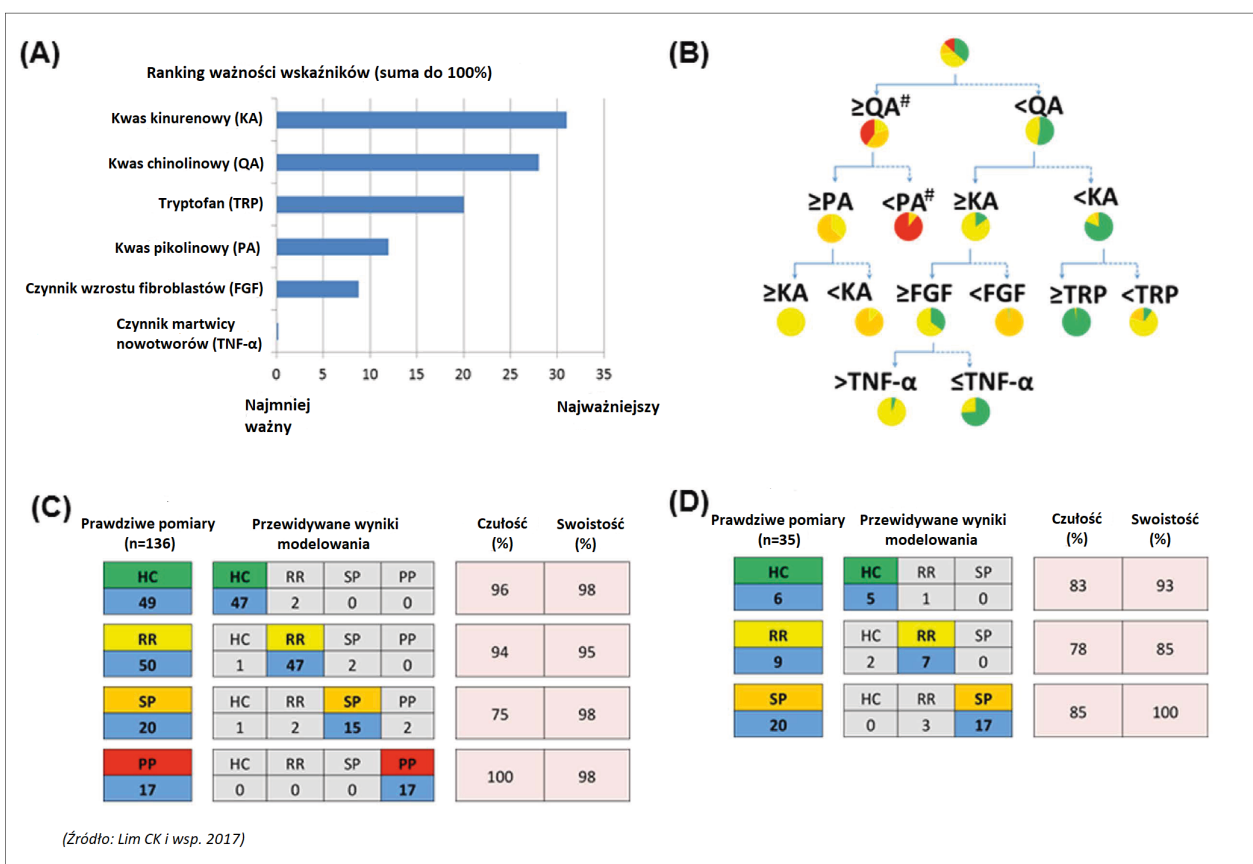 (A)
Ranking ważności wskaźników (suma do 100%)
Kwas kinurenowy (KA)
Kwas chinolinowy (QA)
Tryptofan (TRP)
Kwas pikolinowy (PA)
Czynnik wzrostu fibroblastów (FGF)
Czynnik martwicy
nowotworów (TNF-α)
0 5 10 15 20 25 30 35
Najmniej
ważny
Najważniejszy
(B)
≥QA# <QA
≥PA <PA# ≥KA <KA
≥KA <KA ≥FGF <FGF ≥TRP <TRP
>TNF-α ≤TNF-α
(C)
Prawdziwe pomiary
(n=136)
Przewidywane wyniki
modelowania
Czułość
(%)
Swoistość
(%)
HC HC RR SP PP
49 47 2 0 0 96 98
RR HC RR SP PP
50 1 47 2 0 94 95
SP HC RR SP PP
20 1 2 15 2 75 98
PP HC RR SP PP
17 0 0 0 17 100 98
(D)
Prawdziwe pomiary
(n=35)
Przewidywane wyniki
modelowania
Czułość
(%)
Swoistość
(%)
HC HC RR SP
6 5 1 0 83 93
RR HC RR SP
9 2 7 0 78 85
SP HC RR SP
20 0 3 17 85 100
(Źródło: Lim CK i wsp. 2017)